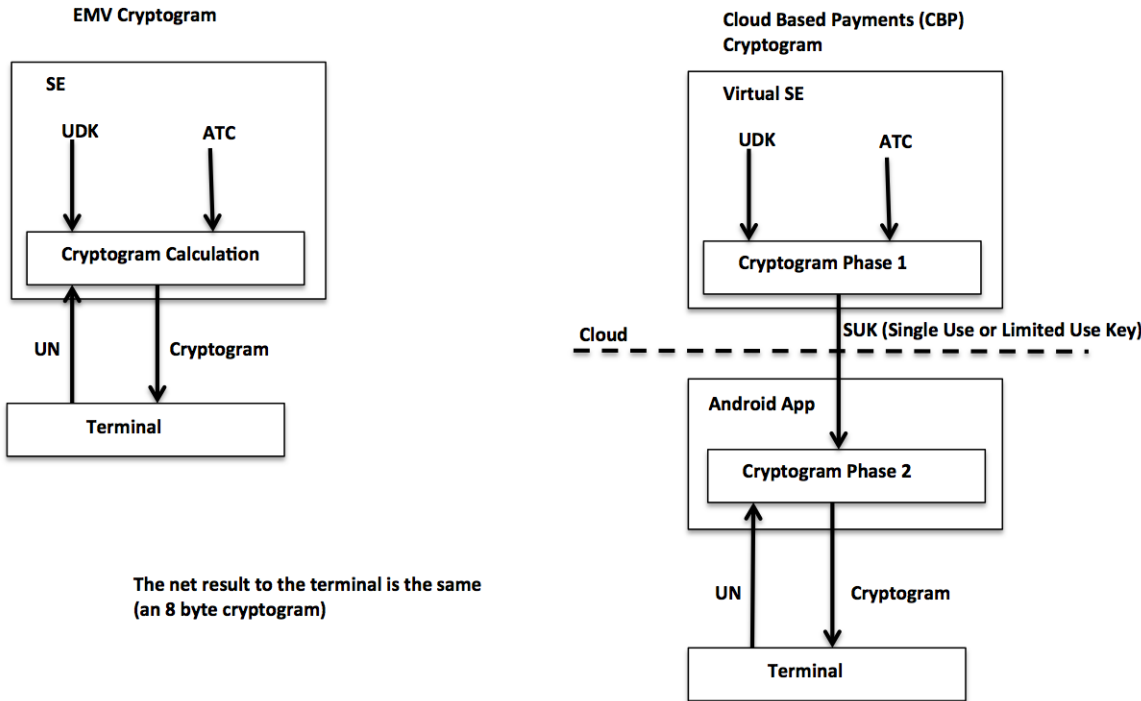 EMV Cryptogram
SE
UDK
ATC
Cryptogram Calculation
UN
Cryptogram
Terminal
The net result to the terminal is the same
(an 8 byte cryptogram)
Cloud Based Payments (CBP)
Cryptogram
Virtual SE
UDK
ATC
Cryptogram Phase 1
SUK (Single Use or Limited Use Key)
Cloud
Android App
Cryptogram Phase 2
UN
Cryptogram
Terminal